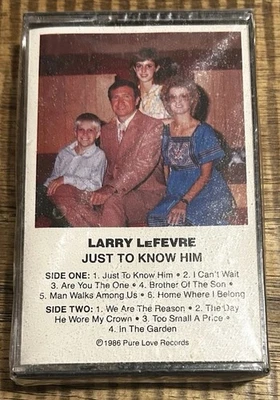 LARRY LEFEVRE
JUST TO KNOW HIM
SIDE ONE: 1. Just To Know Him • 2. I Can't Wait
3. Are You The One • 4. Brother Of The Son •
5. Man Walks Among Us • 6. Home Where I Belong
SIDE TWO: 1. We Are The Reason • 2. The Day
He Wore My Crown • 3. Too Small A Price •
4. In The Garden
℗1986 Pure Love Records